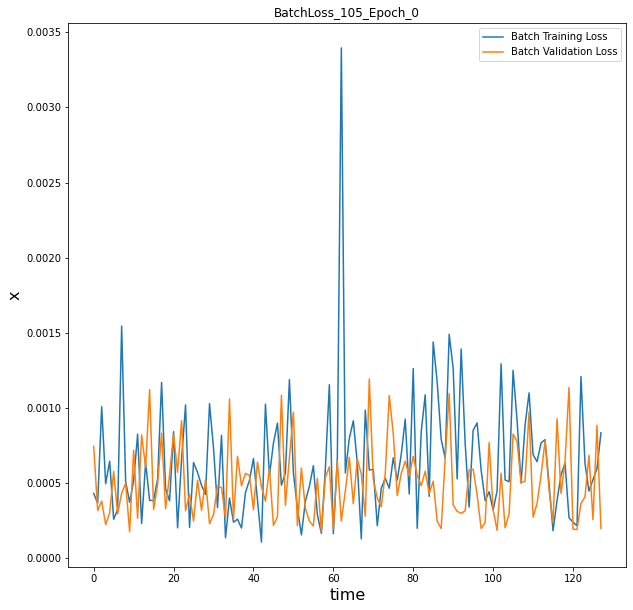 BatchLoss_105_Epoch_0
Batch Training Loss
Batch Validation Loss
0.0035
0.0030
0.0025
0.0020
0.0015
0.0010
0.0005
0.0000
x
0 20 40 60 80 100 120
time